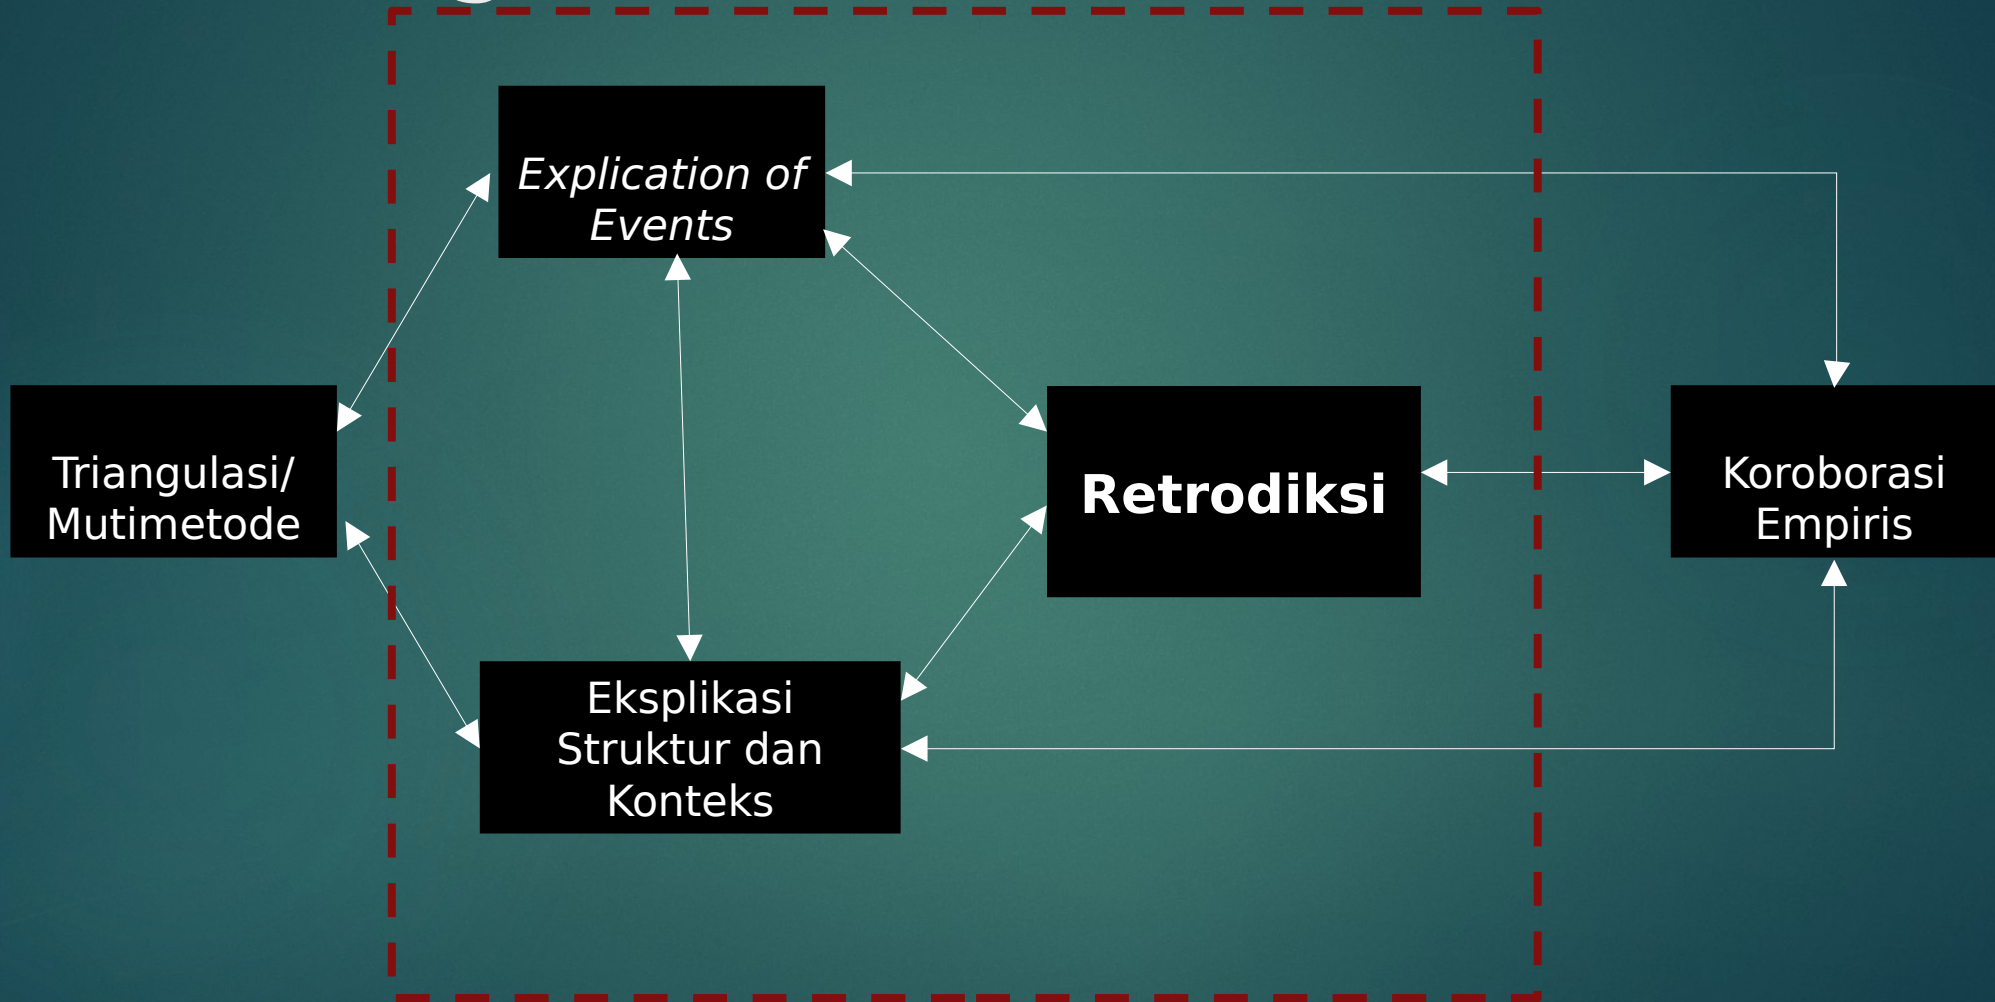 Explication of
Events
Triangulasi/
Mutimetode
Retrodiksi
Koroborasi
Empiris
Eksplikasi
Struktur dan
Konteks